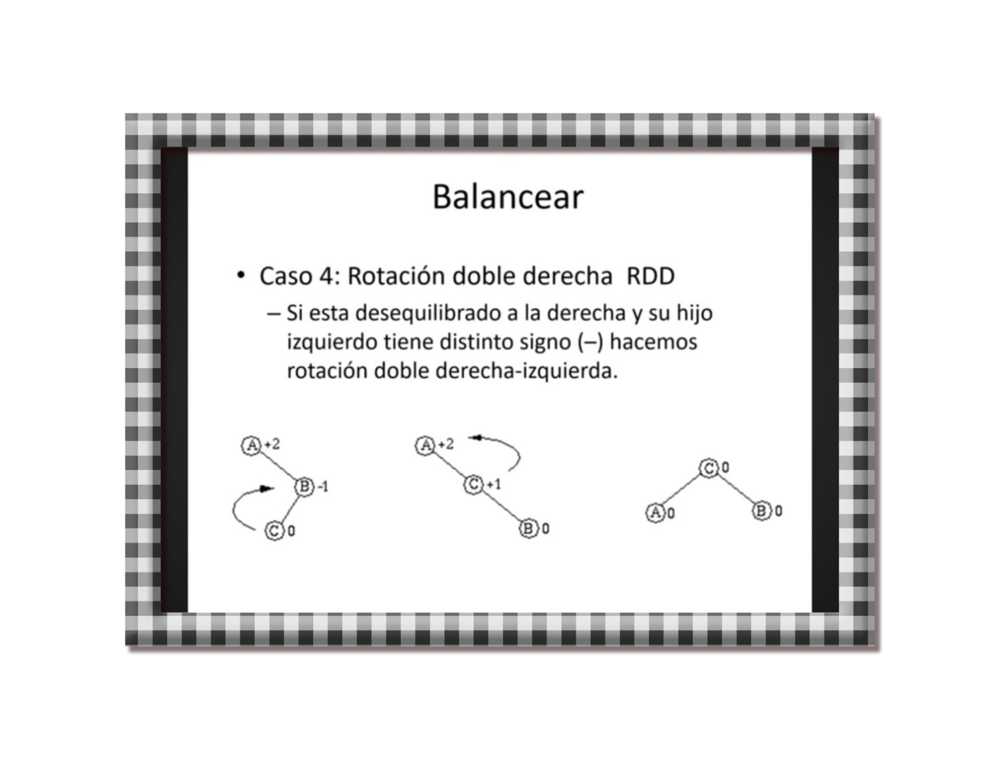 Balancear
• Caso 4: Rotación doble derecha  RDD
– Si esta desequilibrado a la derecha y su hijo
izquierdo tiene distinto signo (–) hacemos
rotación doble derecha-izquierda.
A +2
B -1
C 0
A +2
C +1
B 0
C 0
A 0
B 0